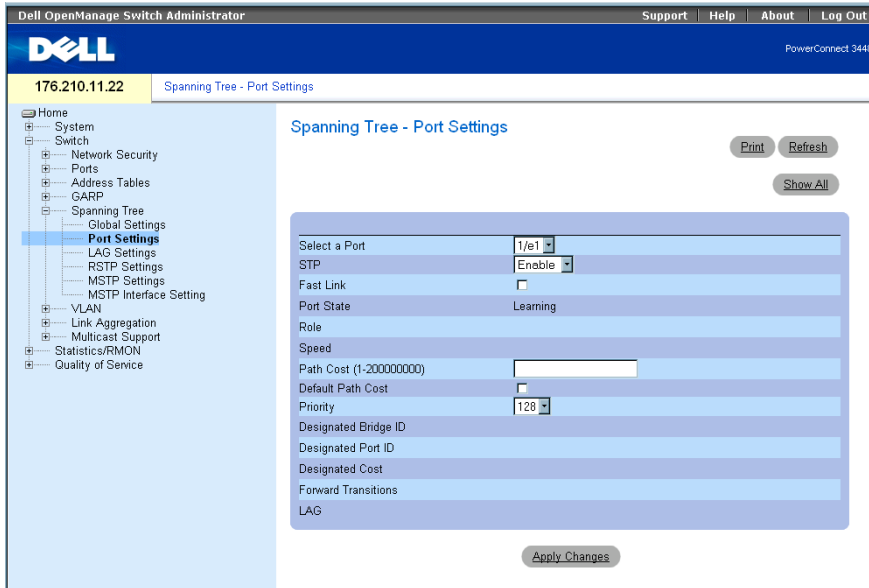 Dell OpenManage Switch Administrator
Support | Help | About | Log Out
DELL
PowerConnect 3448
176.210.11.22
Spanning Tree - Port Settings
Home
System
Switch
Network Security
Ports
Address Tables
GARP
Spanning Tree
Global Settings
Port Settings
LAG Settings
RSTP Settings
MSTP Settings
MSTP Interface Setting
VLAN
Link Aggregation
Multicast Support
Statistics/RMON
Quality of Service
Spanning Tree - Port Settings
Print
Refresh
Show All
Select a Port 1/e1
STP Enable
Fast Link
Port State Learning
Role
Speed
Path Cost (1-200000000)
Default Path Cost
Priority 128
Designated Bridge ID
Designated Port ID
Designated Cost
Forward Transitions
LAG
Apply Changes